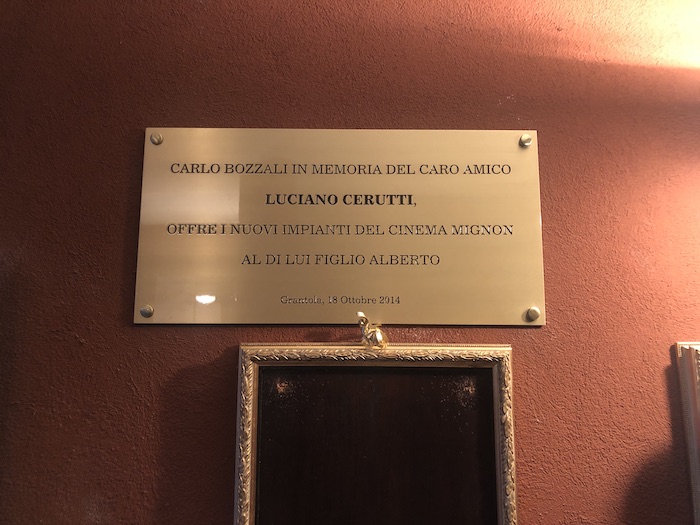 CARLO BOZZALI IN MEMORIA DEL CARO AMICO
LUCIANO CERUTTI,
OFFRE I NUOVI IMPIANTI DEL CINEMA MIGNON
AL DI LUI FIGLIO ALBERTO
Grantola, 18 Ottobre 2014